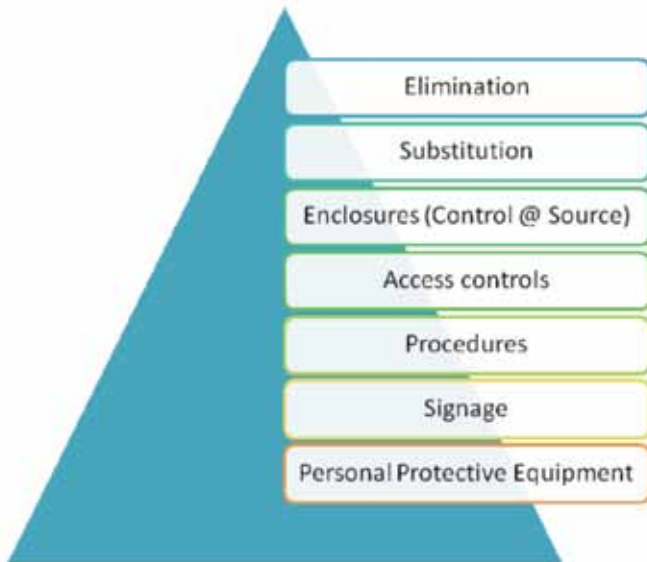 Elimination
Substitution
Enclosures (Control @ Source)
Access controls
Procedures
Signage
Personal Protective Equipment